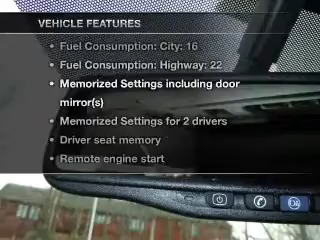 VEHICLE FEATURES
• Fuel Consumption: City: 16
• Fuel Consumption: Highway: 22
• Memorized Settings including door
mirror(s)
• Memorized Settings for 2 drivers
• Driver seat memory
• Remote engine start